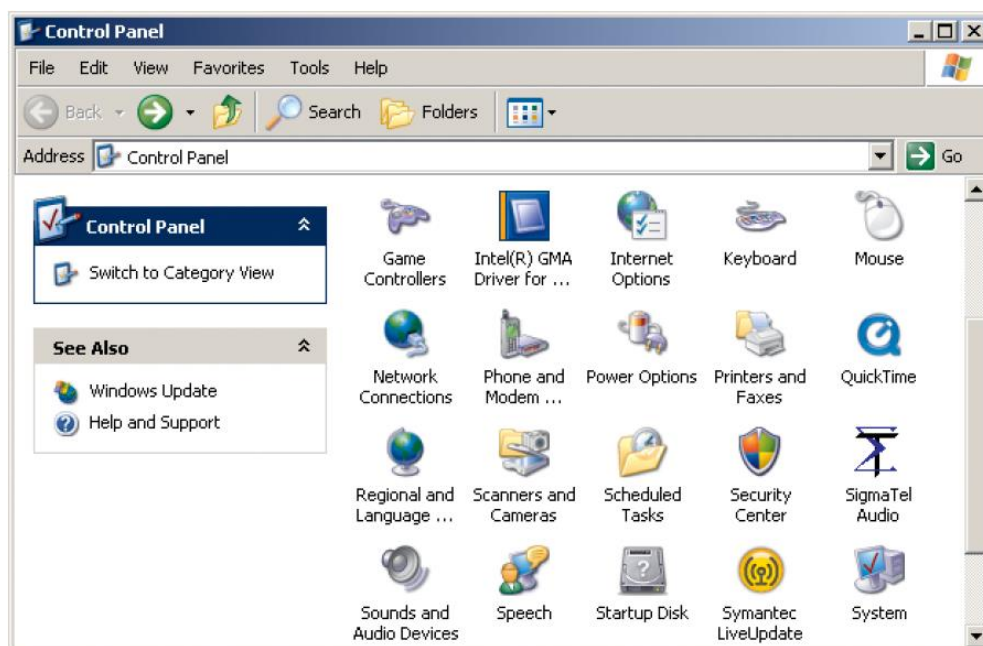 Control Panel
File Edit View Favorites Tools Help
Back Search Folders
Address Control Panel Go
Control Panel
Switch to Category View
See Also
Windows Update
Help and Support
Game
Controllers
Intel(R) GMA
Driver for ...
Internet
Options
Keyboard
Mouse
Network
Connections
Phone and
Modem ...
Power Options
Printers and
Faxes
QuickTime
Regional and
Language ...
Scanners and
Cameras
Scheduled
Tasks
Security
Center
SigmaTel
Audio
Sounds and
Audio Devices
Speech
Startup Disk
Symantec
LiveUpdate
System